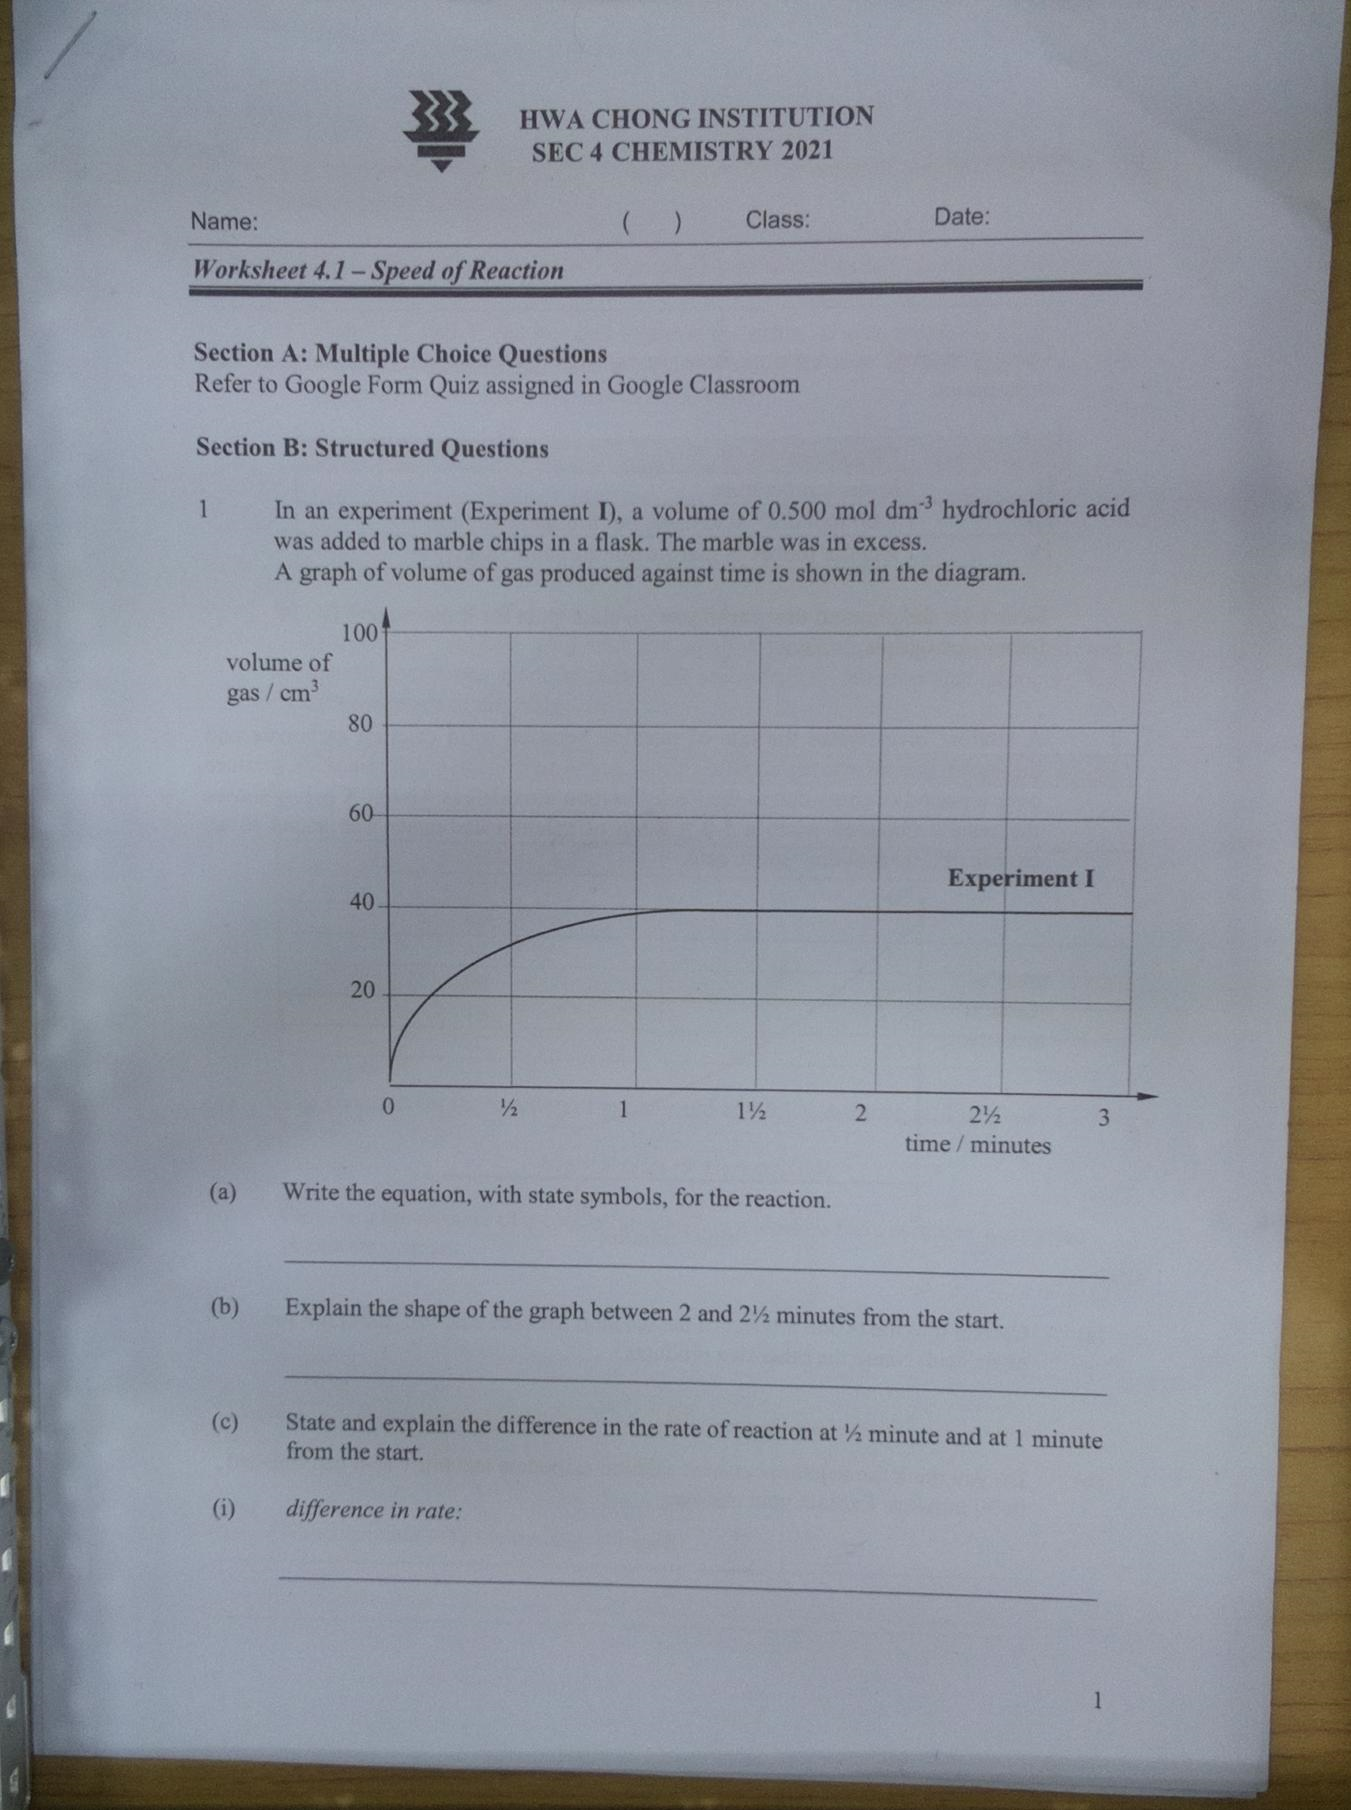 HWA CHONG INSTITUTION
SEC 4 CHEMISTRY 2021
Name: ( ) Class: Date:
Worksheet 4.1 – Speed of Reaction
Section A: Multiple Choice Questions
Refer to Google Form Quiz assigned in Google Classroom
Section B: Structured Questions
1 In an experiment (Experiment I), a volume of 0.500 mol dm⁻³ hydrochloric acid
was added to marble chips in a flask. The marble was in excess.
A graph of volume of gas produced against time is shown in the diagram.
100
volume of
gas / cm³
80
60
Experiment I
40
20
0 ½ 1 1½ 2 2½ 3
time / minutes
(a) Write the equation, with state symbols, for the reaction.
(b) Explain the shape of the graph between 2 and 2½ minutes from the start.
(c) State and explain the difference in the rate of reaction at ½ minute and at 1 minute
from the start.
(i) difference in rate:
1